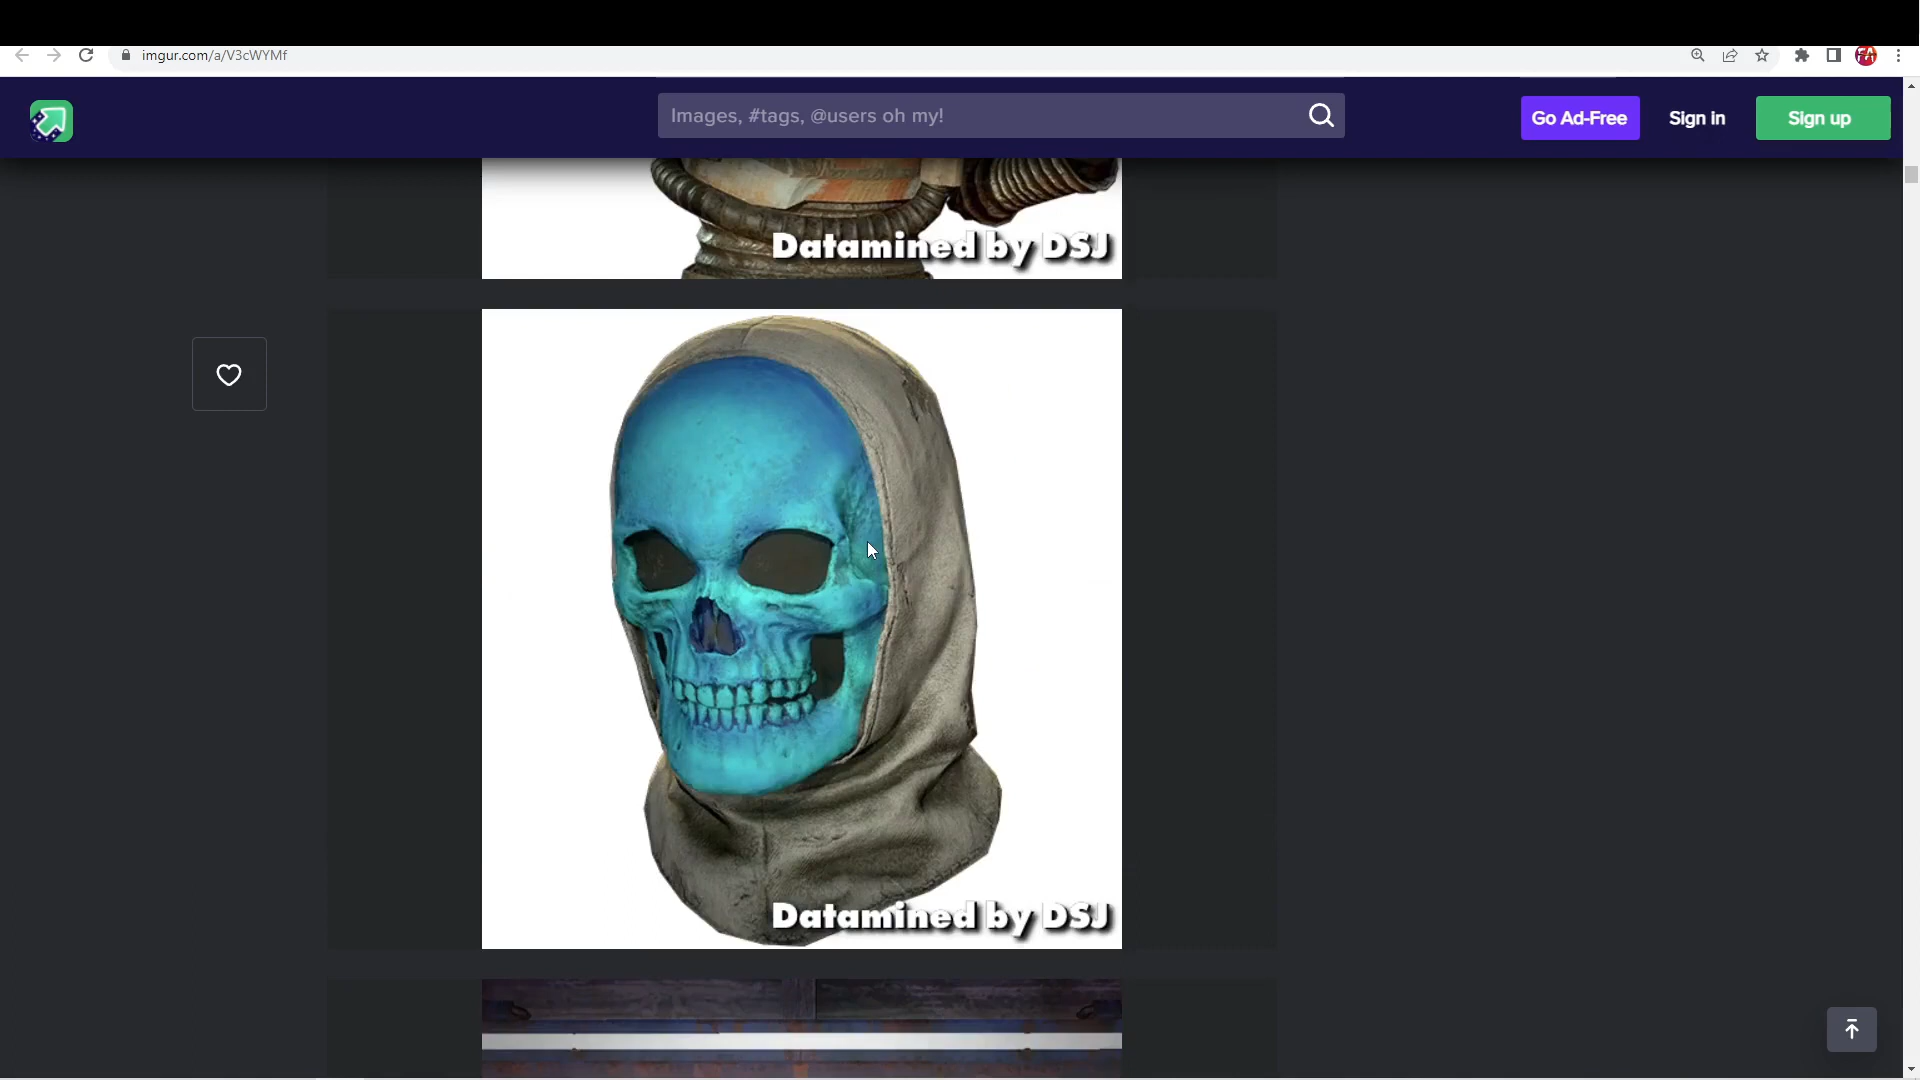 imgur.com/a/V3cWYMf
Images, #tags, @users oh my!
Go Ad-Free
Sign in
Sign up
Datamined by DSJ
Datamined by DSJ